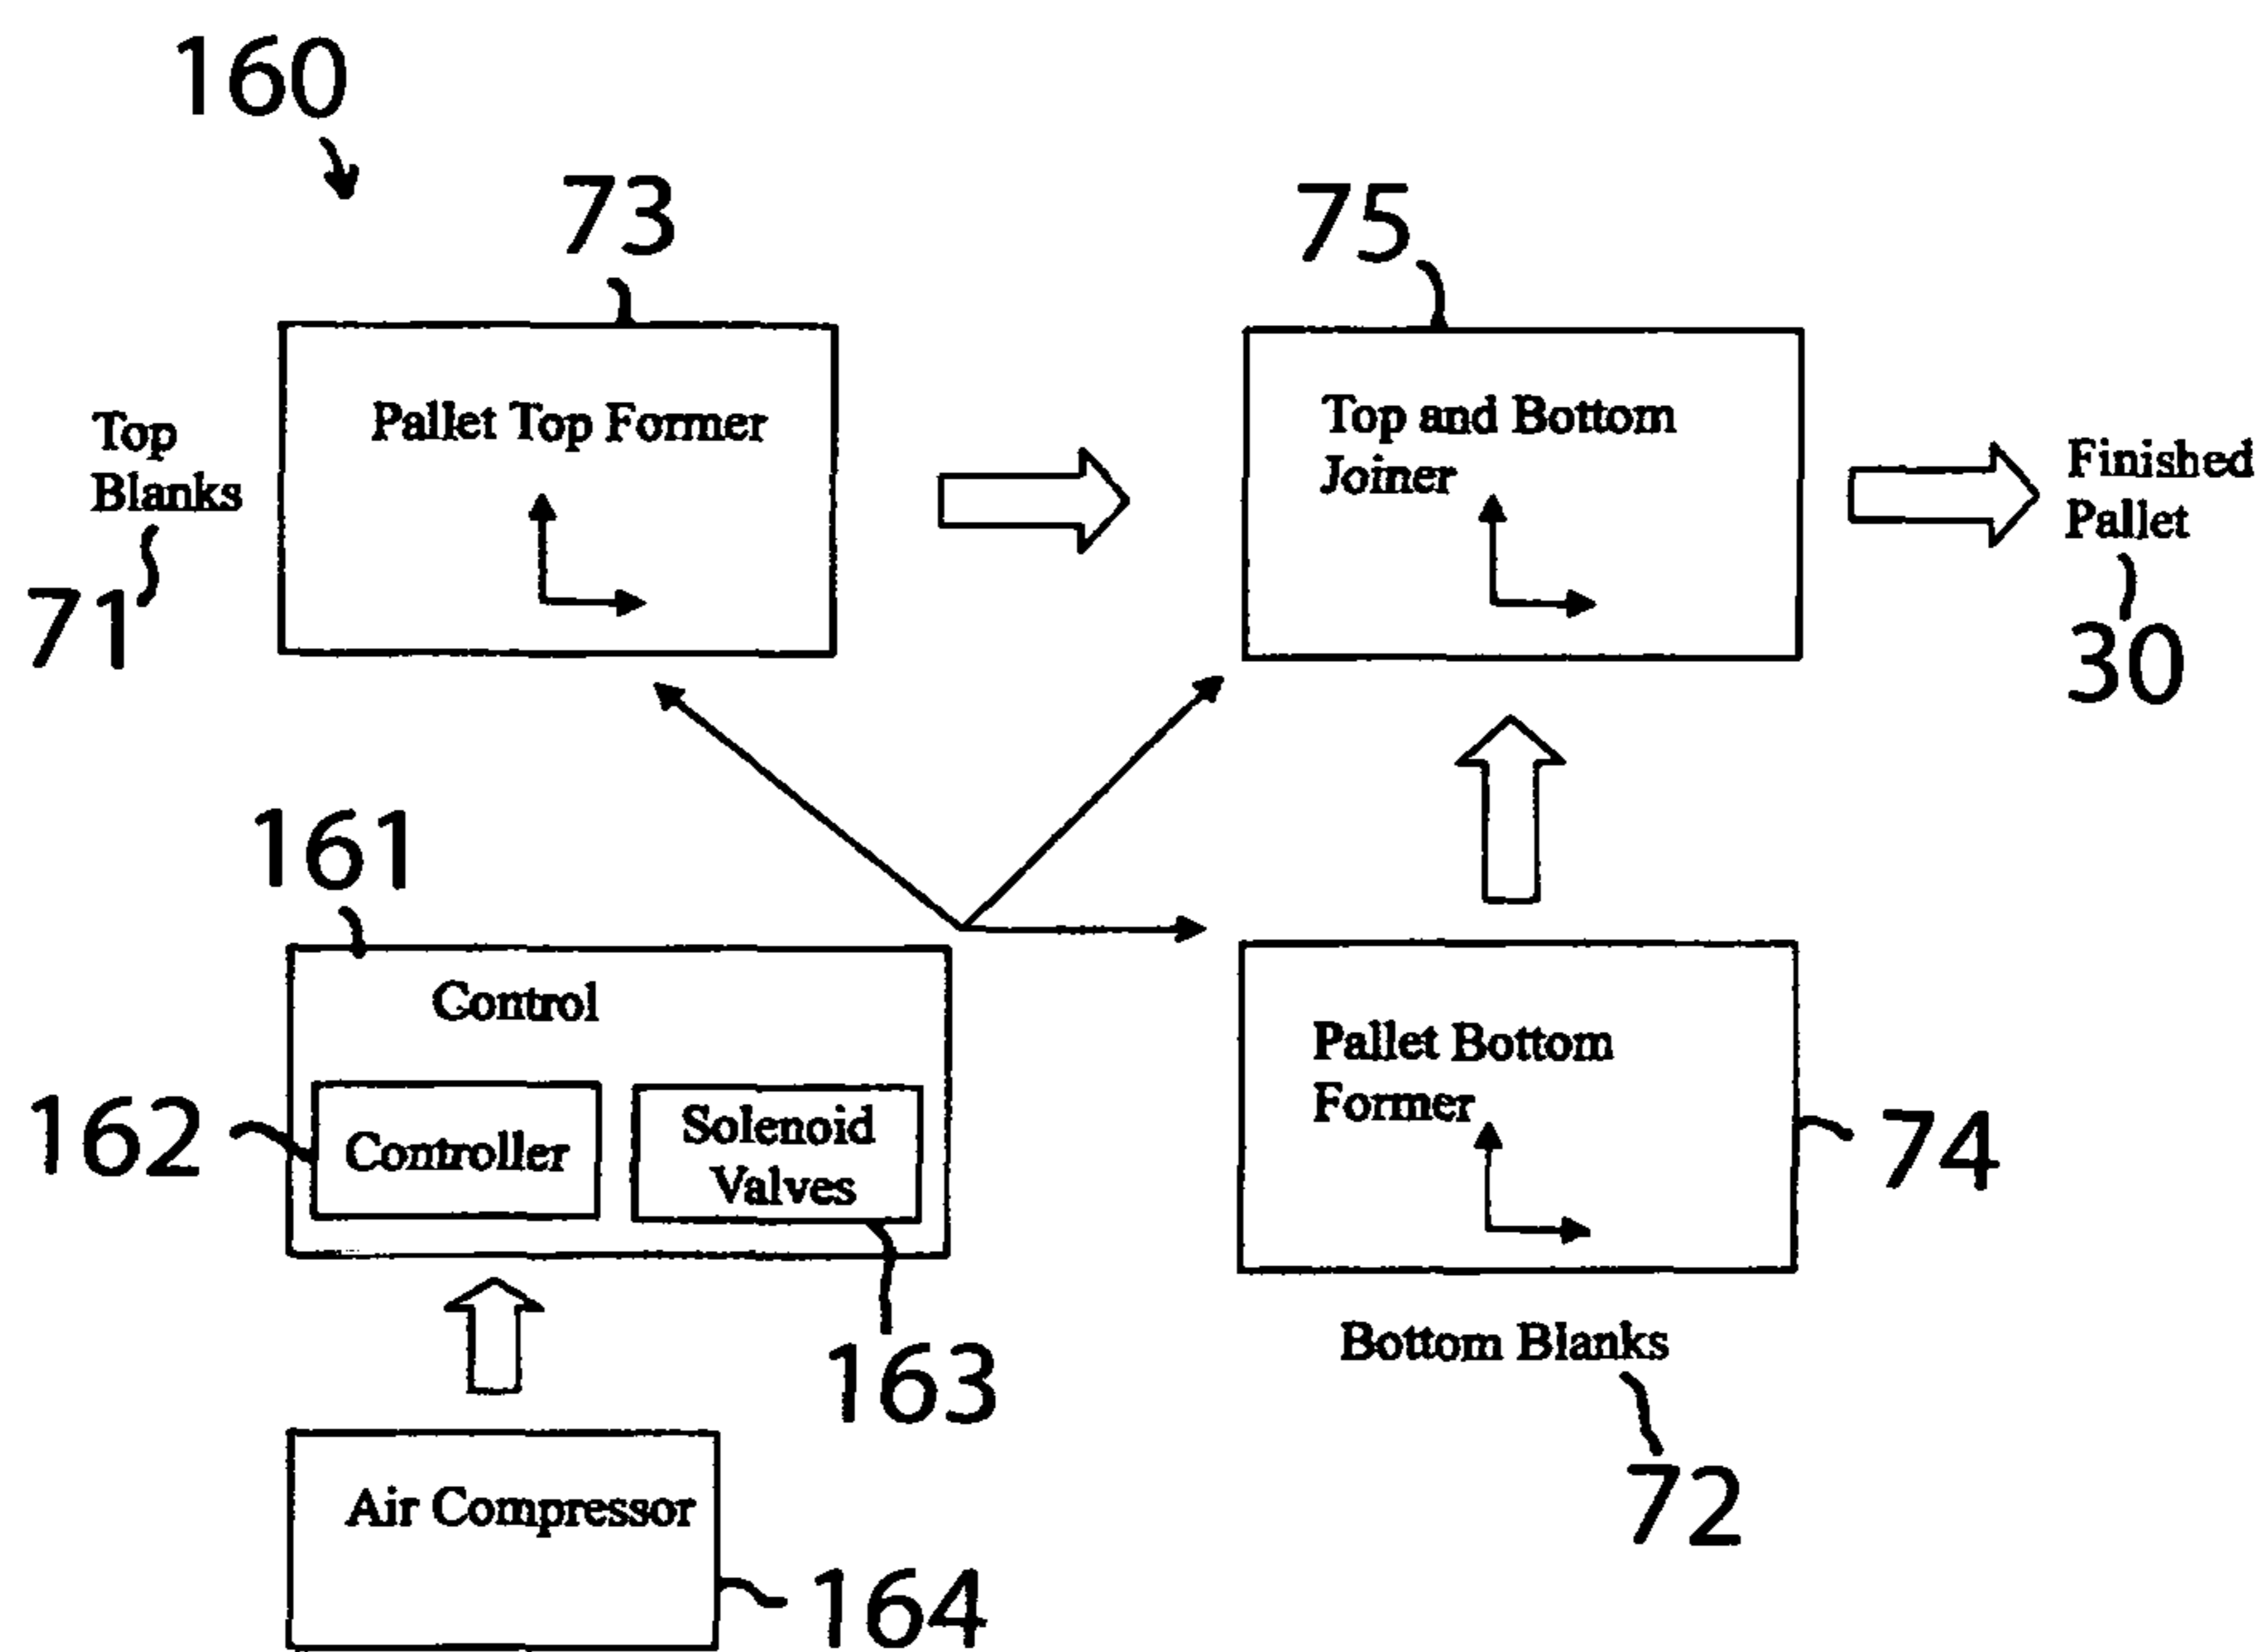 160
73
75
Pallet Top Former
Top and Bottom
Joiner
Top
Blanks
71
Finished
Pallet
30
161
Control
162
Controller
Solenoid
Valves
163
Pallet Bottom
Former
74
Bottom Blanks
72
Air Compressor
164